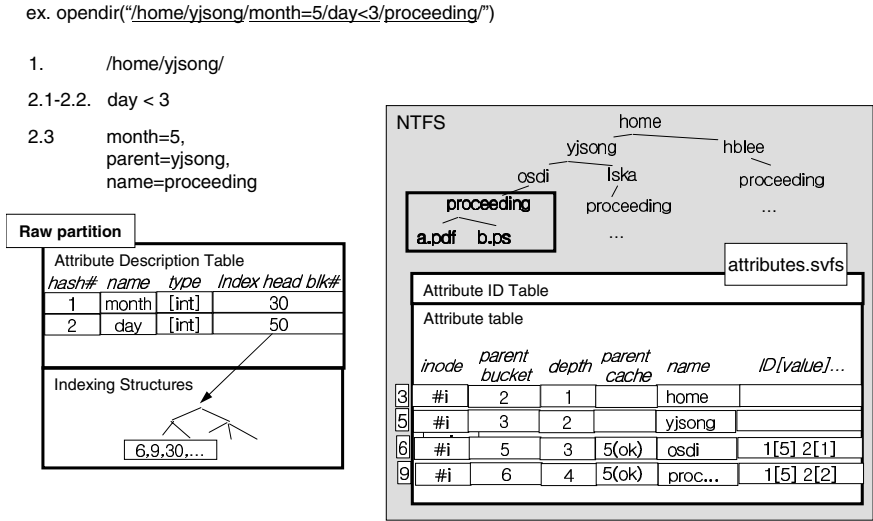 ex. opendir(“/home/yjsong/month=5/day<3/proceeding/”)
1. /home/yjsong/
2.1-2.2. day < 3
2.3 month=5,
parent=yjsong,
name=proceeding
Raw partition
Attribute Description Table
hash# name type Index head blk#
1 month [int] 30
2 day [int] 50
Indexing Structures
6,9,30,...
NTFS
home
yjsong hblee
osdi lska
proceeding proceeding proceeding
a.pdf b.ps ... ...
attributes.svfs
Attribute ID Table
Attribute table
inode parent bucket depth parent cache name ID[value]...
3 #i 2 1 home
5 #i 3 2 yjsong
6 #i 5 3 5(ok) osdi 1[5] 2[1]
9 #i 6 4 5(ok) proc... 1[5] 2[2]